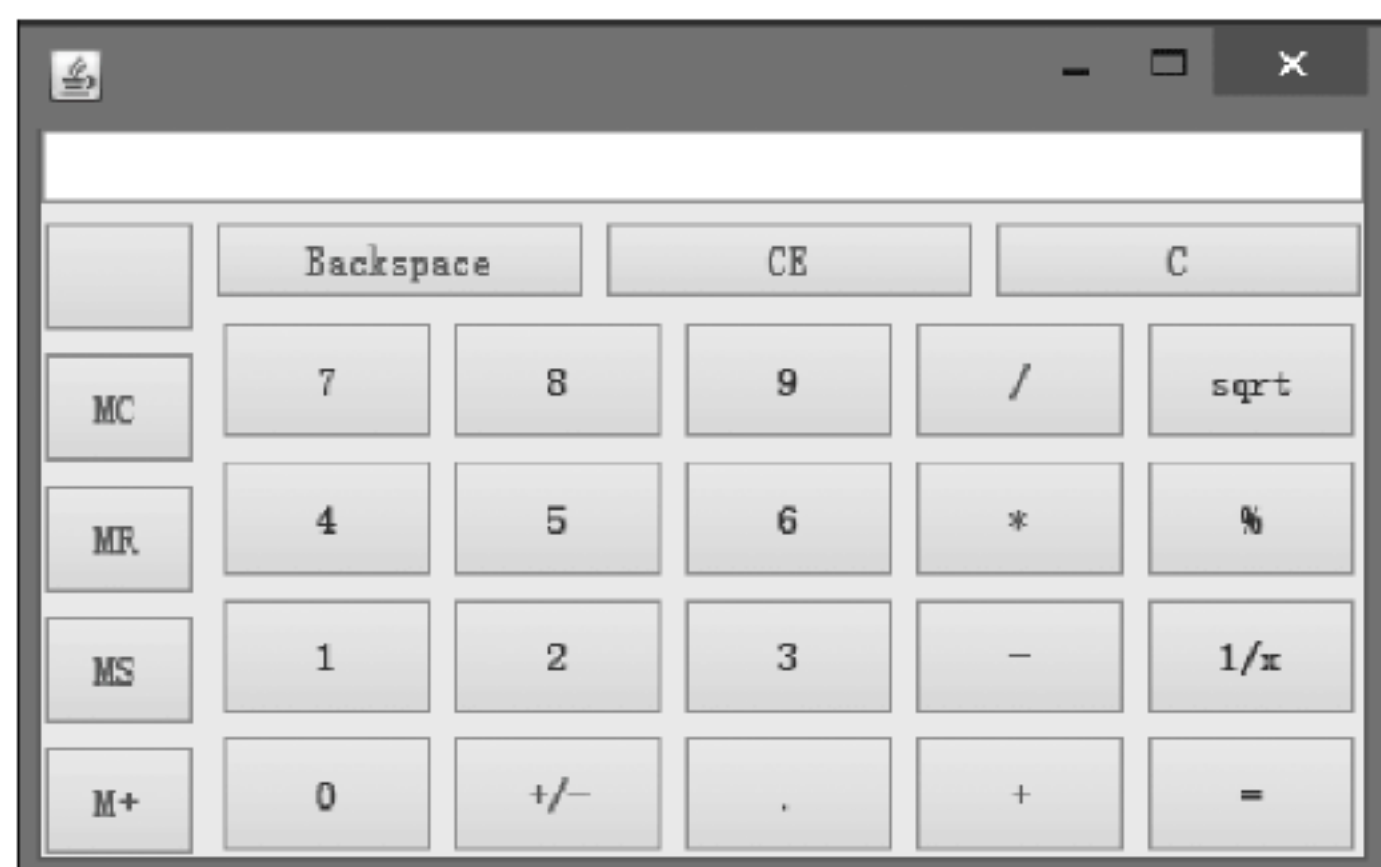 Backspace CE C
7 8 9 / sqrt
MC
4 5 6 * %
MR
1 2 3 - 1/x
MS
0 +/- . + =
M+